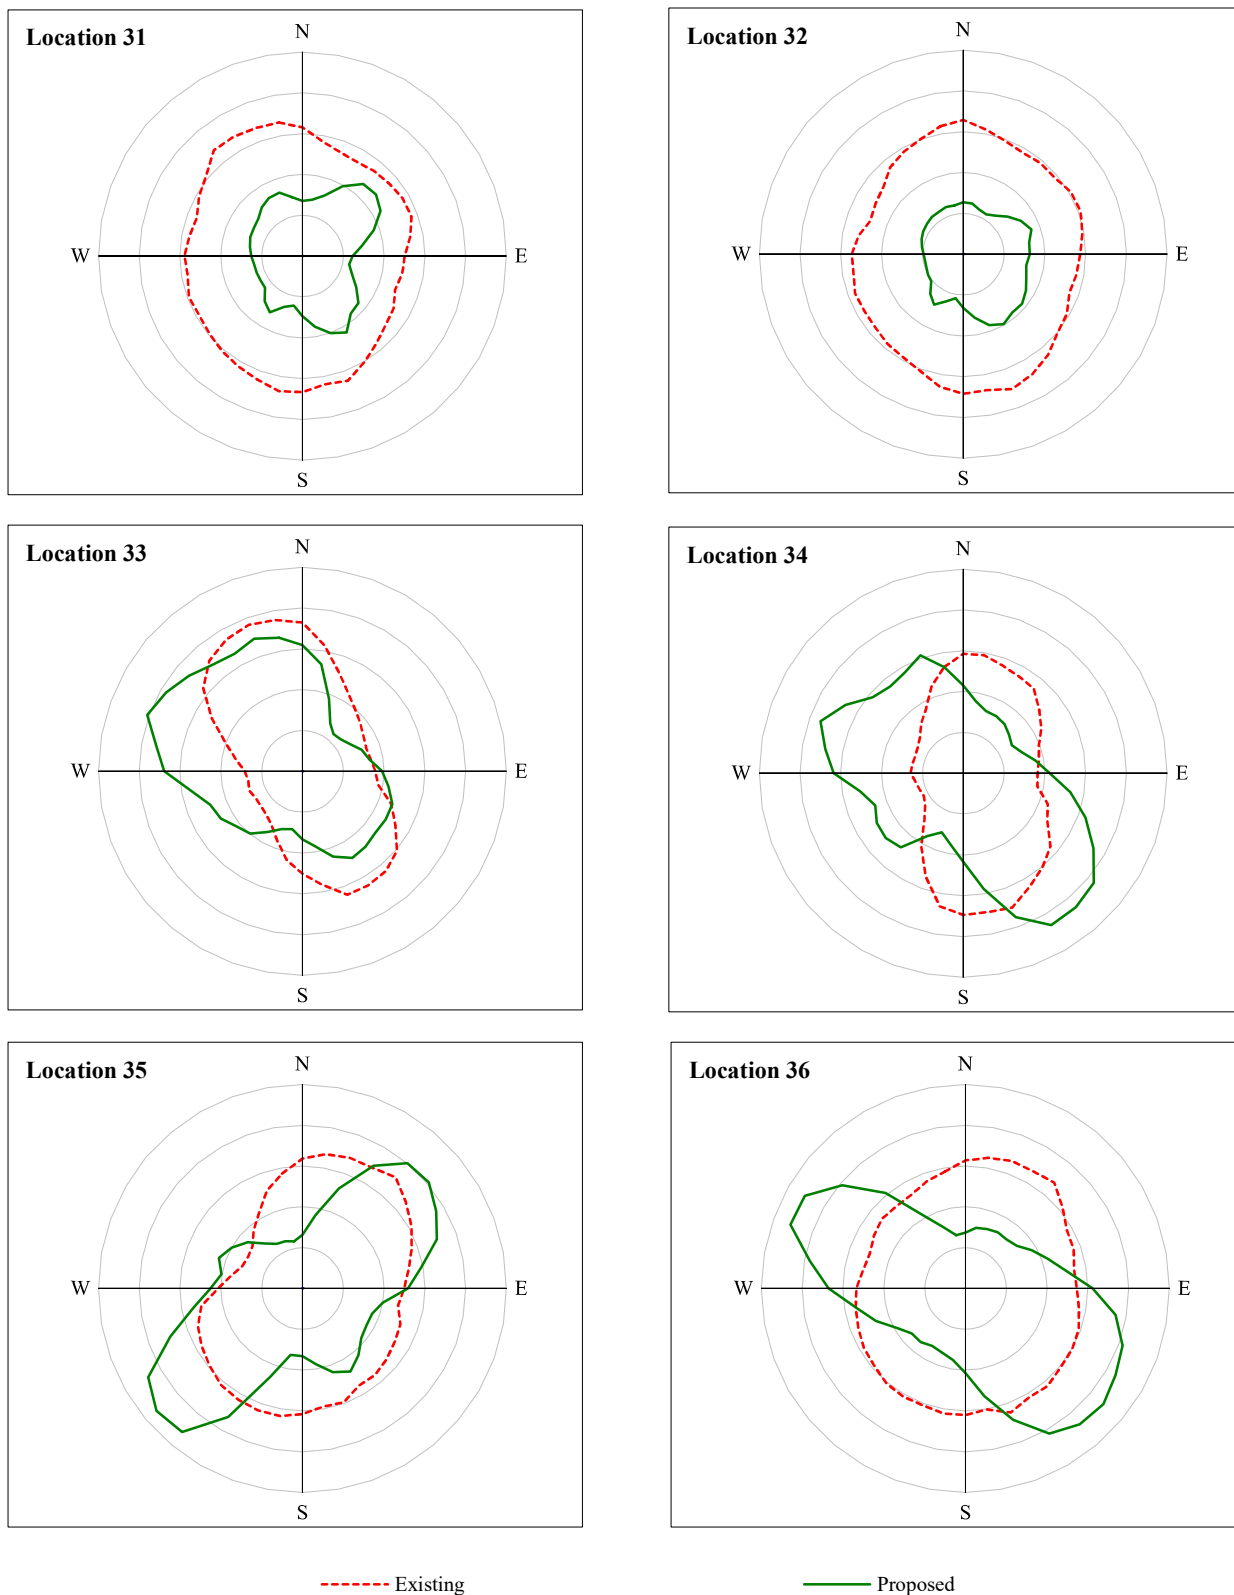 Location 31
N
W
E
S
Location 32
N
W
E
S
Location 33
N
W
E
S
Location 34
N
W
E
S
Location 35
N
W
E
S
Location 36
N
W
E
S
Existing
Proposed